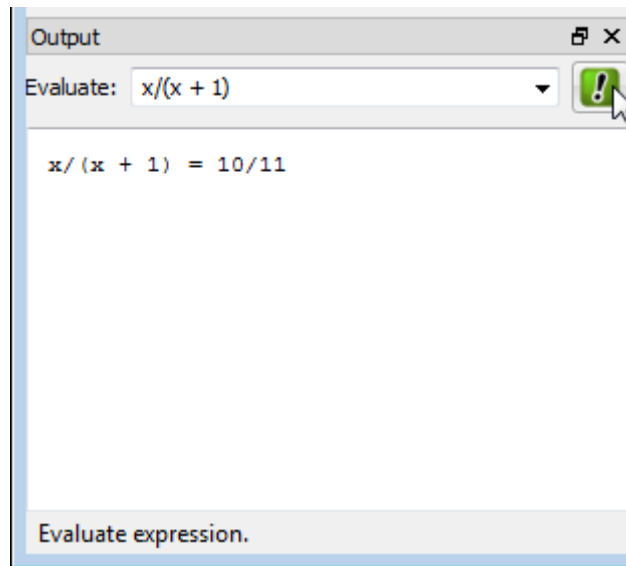 Output
Evaluate: x/(x + 1)
x/(x + 1) = 10/11
Evaluate expression.